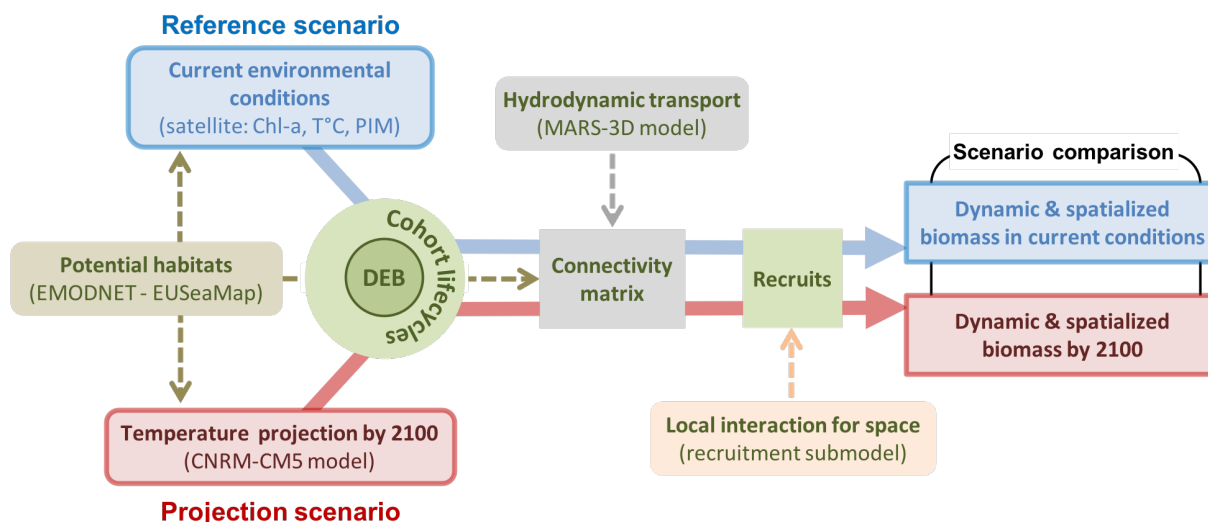 Reference scenario
Current environmental
conditions
(satellite: Chl-a, T°C, PIM)
Hydrodynamic transport
(MARS-3D model)
Scenario comparison
Dynamic & spatialized
biomass in current conditions
Potential habitats
(EMODNET - EUSeaMap)
Cohort lifecycles
DEB
Connectivity
matrix
Recruits
Dynamic & spatialized
biomass by 2100
Temperature projection by 2100
(CNRM-CM5 model)
Local interaction for space
(recruitment submodel)
Projection scenario